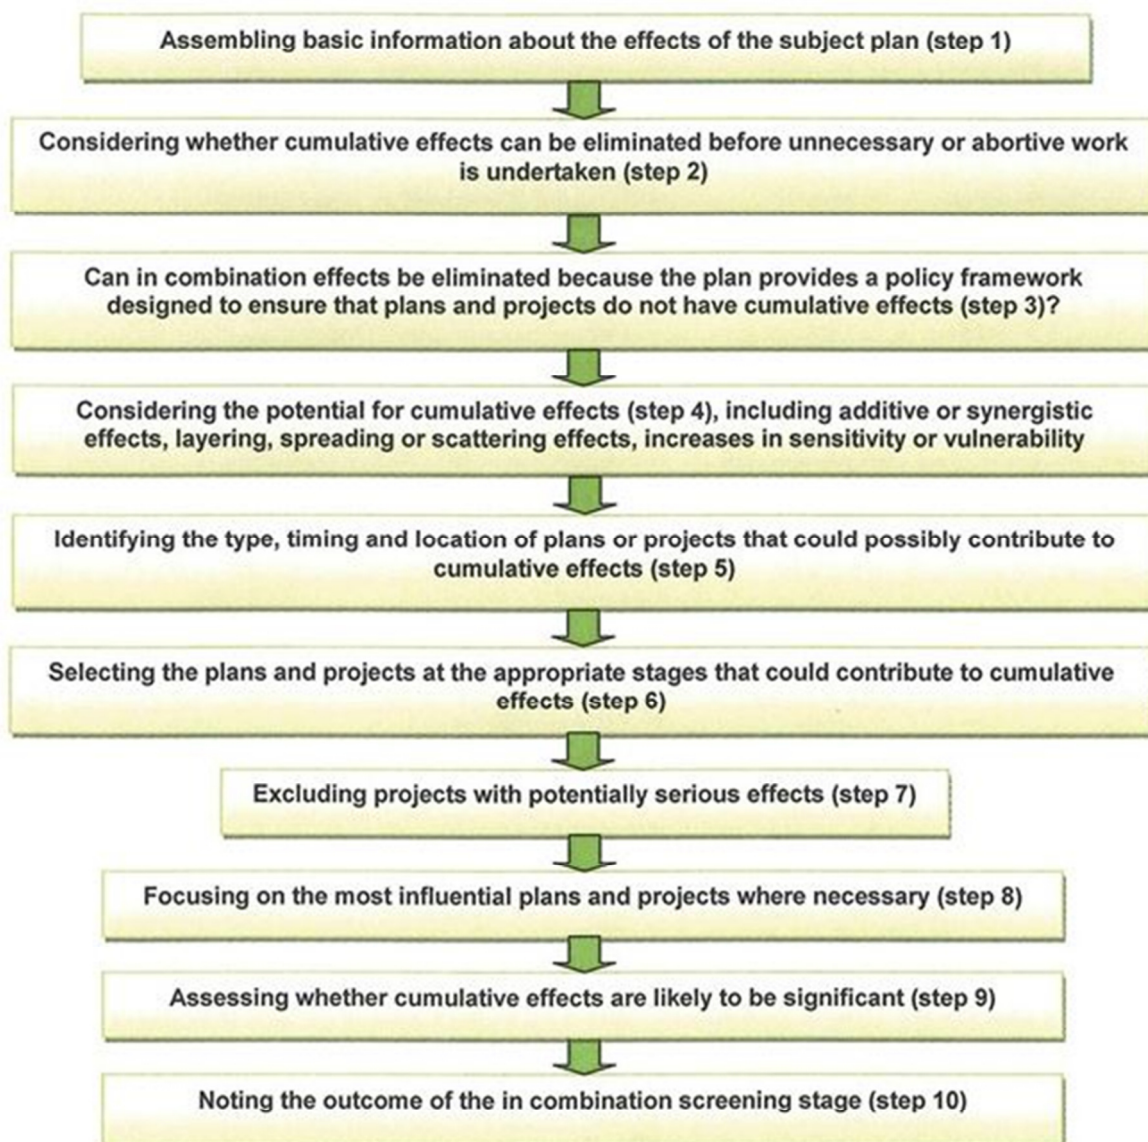 Assembling basic information about the effects of the subject plan (step 1)
Considering whether cumulative effects can be eliminated before unnecessary or abortive work
is undertaken (step 2)
Can in combination effects be eliminated because the plan provides a policy framework
designed to ensure that plans and projects do not have cumulative effects (step 3)?
Considering the potential for cumulative effects (step 4), including additive or synergistic
effects, layering, spreading or scattering effects, increases in sensitivity or vulnerability
Identifying the type, timing and location of plans or projects that could possibly contribute to
cumulative effects (step 5)
Selecting the plans and projects at the appropriate stages that could contribute to cumulative
effects (step 6)
Excluding projects with potentially serious effects (step 7)
Focusing on the most influential plans and projects where necessary (step 8)
Assessing whether cumulative effects are likely to be significant (step 9)
Noting the outcome of the in combination screening stage (step 10)